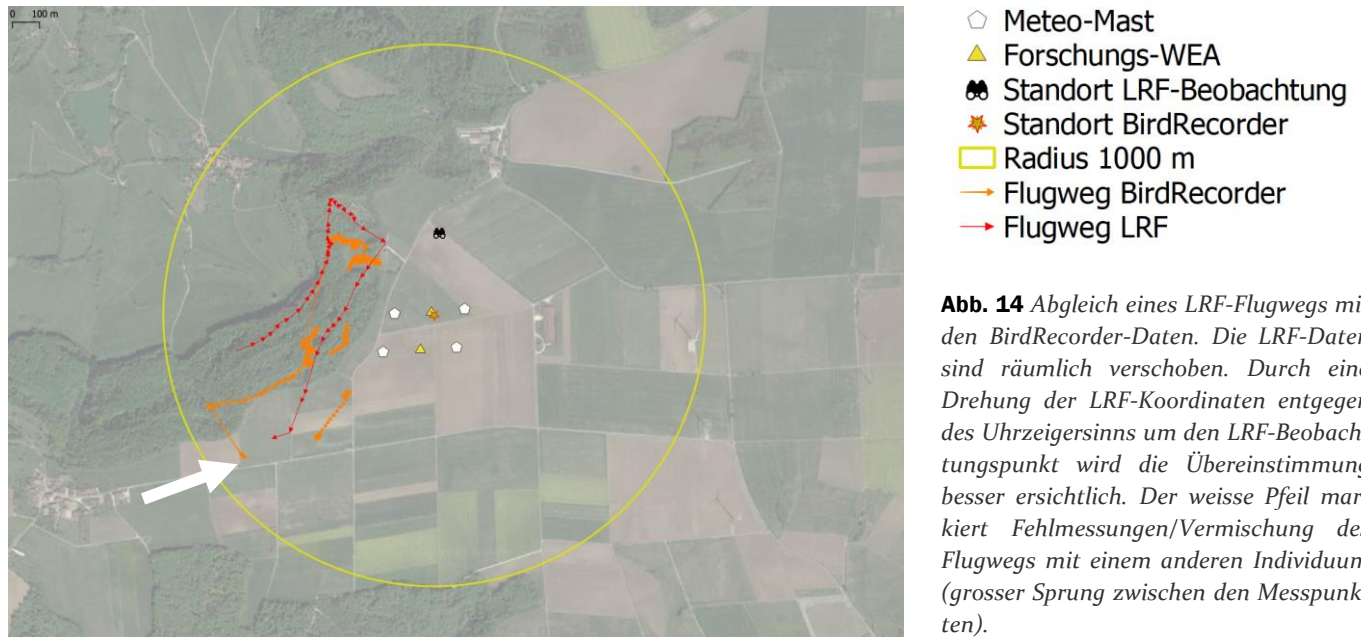 0 100 m
Meteo-Mast
Forschungs-WEA
Standort LRF-Beobachtung
Standort BirdRecorder
Radius 1000 m
Flugweg BirdRecorder
Flugweg LRF
Abb. 14 Abgleich eines LRF-Flugwegs mi
den BirdRecorder-Daten. Die LRF-Daten
sind räumlich verschoben. Durch eine
Drehung der LRF-Koordinaten entgegen
des Uhrzeigersinns um den LRF-Beobach
tungspunkt wird die Übereinstimmung
besser ersichtlich. Der weisse Pfeil mar
kiert Fehlmessungen/Vermischung des
Flugwegs mit einem anderen Individuum
(grosser Sprung zwischen den Messpunk
ten).